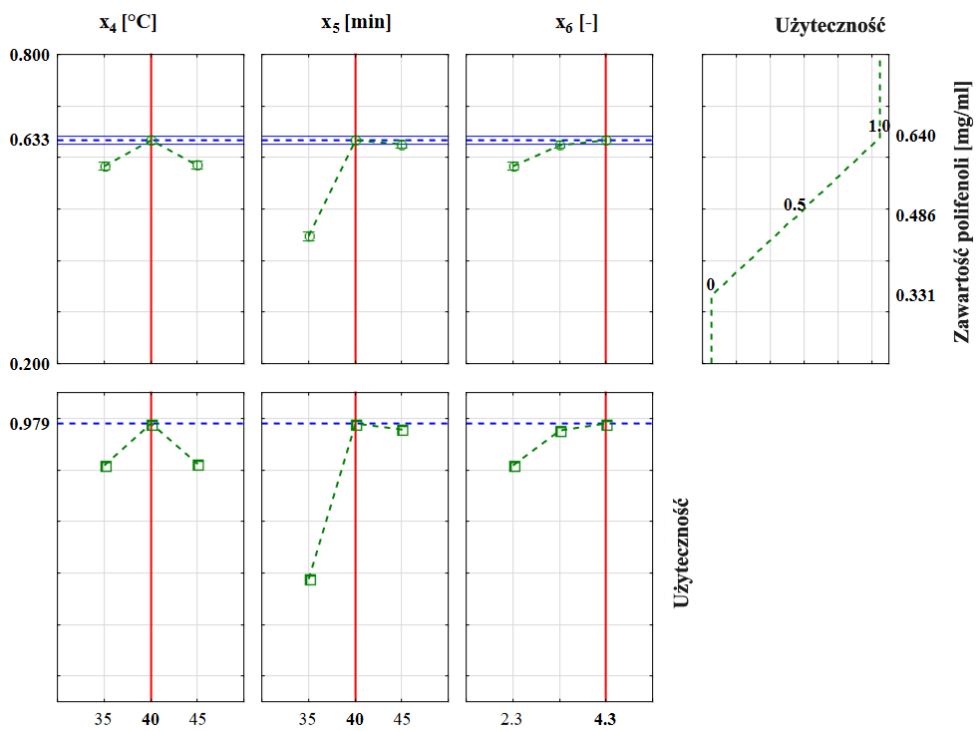 x₄ [°C] x₅ [min] x₆ [-] Użyteczność
0.800
0.633
0.200
1.0 0.640
0.5 0.486
0 0.331
Zawartość polifenoli [mg/ml]
0.979
Użyteczność
35 40 45 35 40 45 2.3 4.3